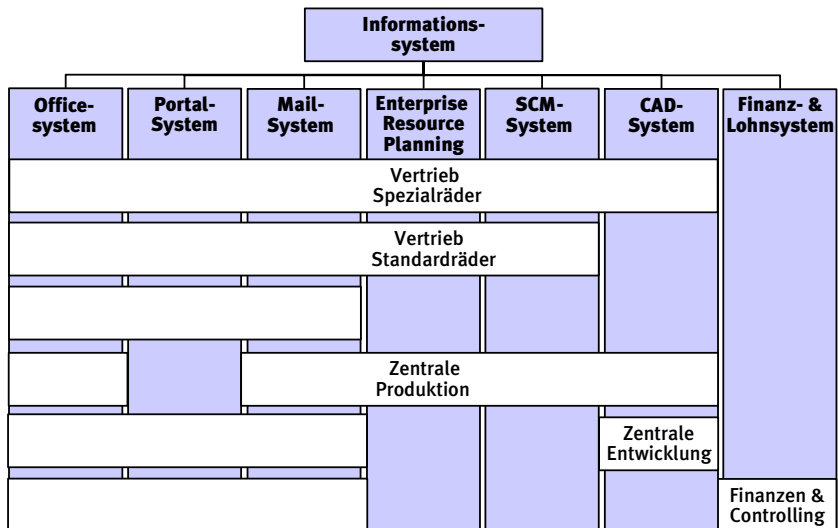 Informations-
system
Office-
system
Portal-
System
Mail-
System
Enterprise
Resource
Planning
SCM-
System
CAD-
System
Finanz- &
Lohnsystem
Vertrieb
Spezialräder
Vertrieb
Standardräder
Zentrale
Produktion
Zentrale
Entwicklung
Finanzen &
Controlling